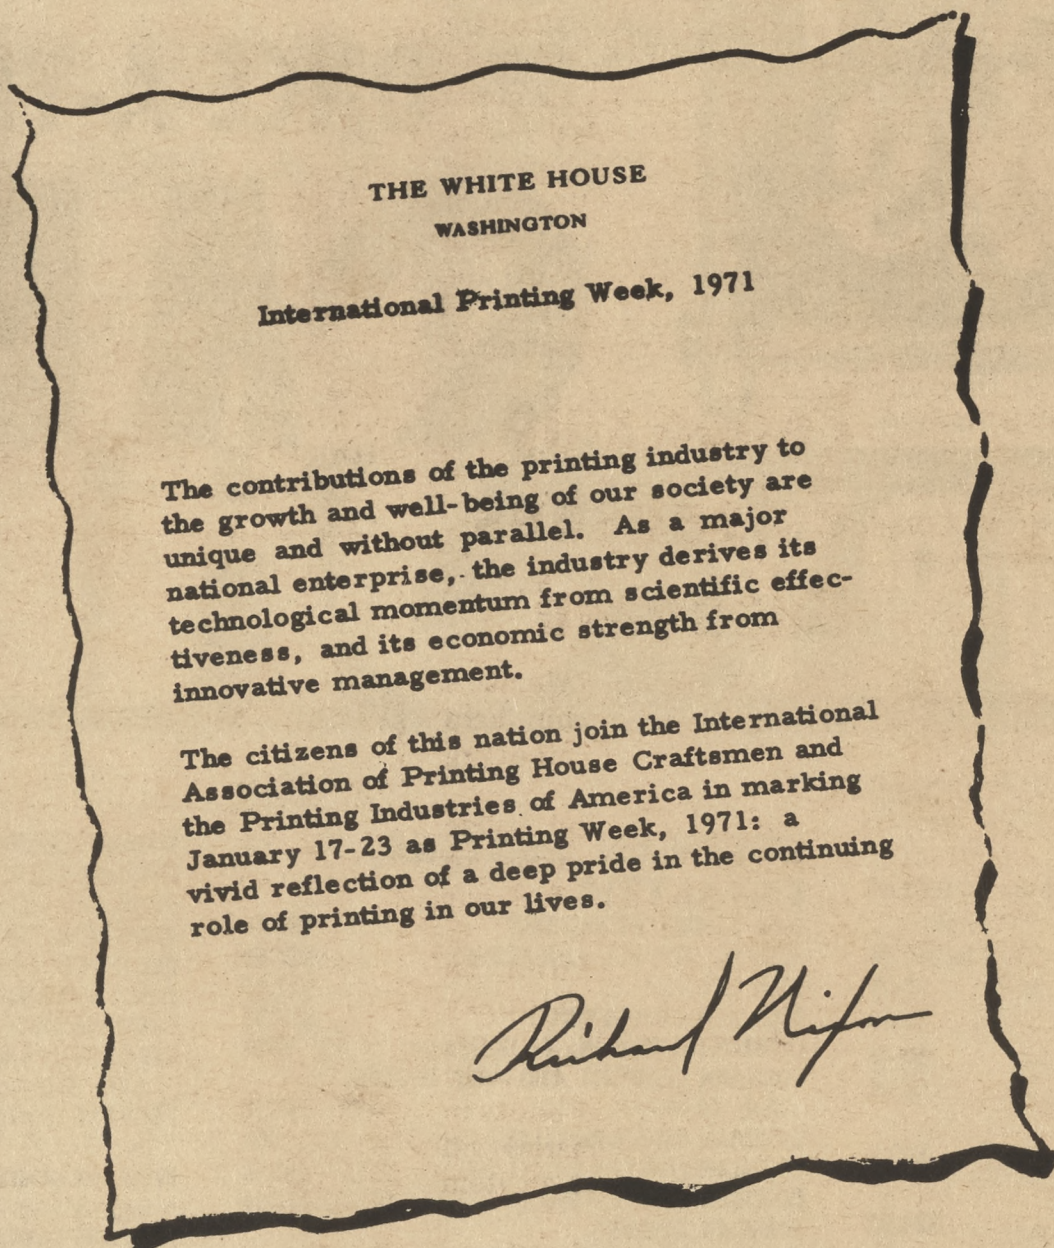 THE WHITE HOUSE
WASHINGTON
International Printing Week, 1971
The contributions of the printing industry to
the growth and well-being of our society are
unique and without parallel. As a major
national enterprise, the industry derives its
technological momentum from scientific effec-
tiveness, and its economic strength from
innovative management.
The citizens of this nation join the International
Association of Printing House Craftsmen and
the Printing Industries of America in marking
January 17-23 as Printing Week, 1971: a
vivid reflection of a deep pride in the continuing
role of printing in our lives.
Richard Nixon